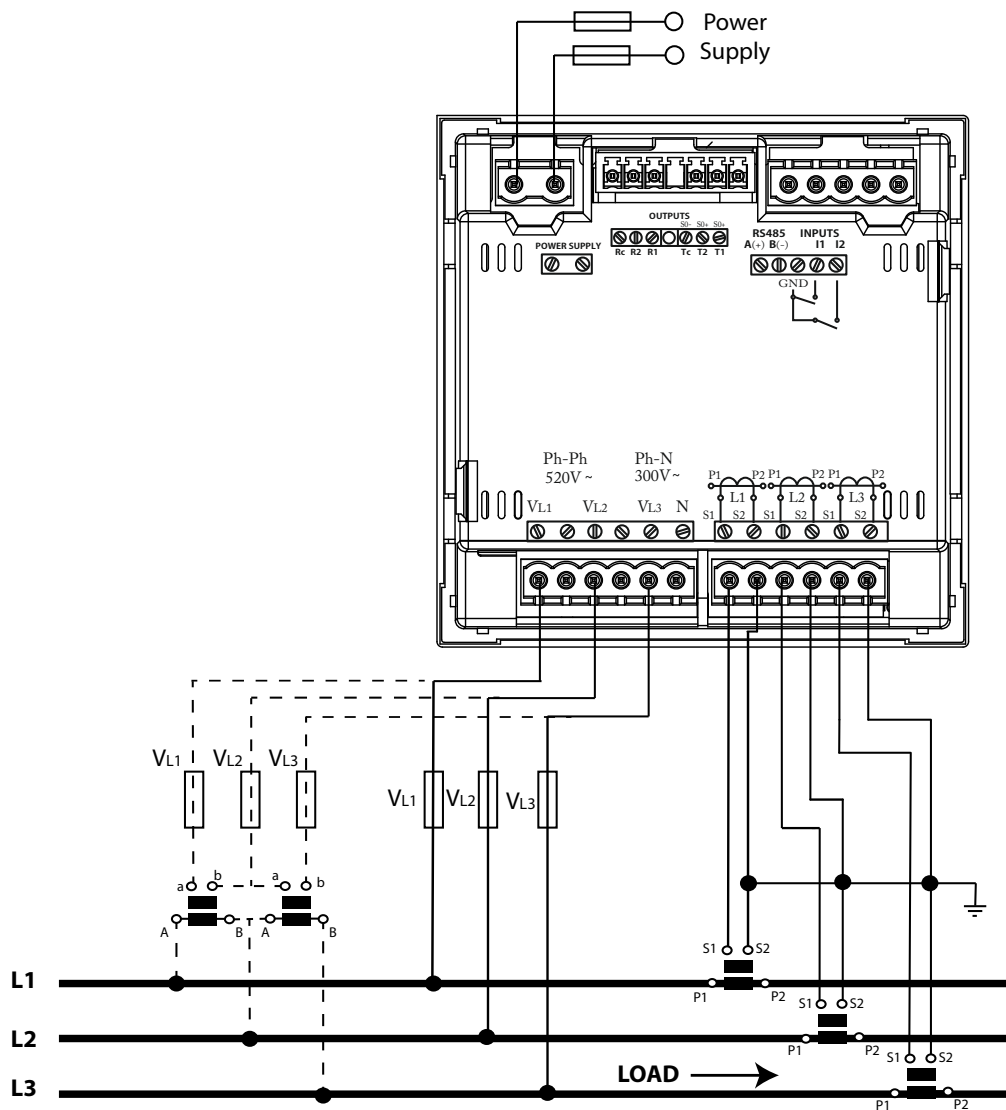 Power
Supply
OUTPUTS
S0- S0+ S0+
Rc R2 R1 Tc T2 T1
POWER SUPPLY
RS485 INPUTS
A(+) B(-) I1 I2
GND
Ph-Ph Ph-N
520V ~ 300V ~
P1 P2 P1 P2 P1 P2
L1 L2 L3
VL1 VL2 VL3 N
S1 S2 S1 S2 S1 S2
VL1 VL2 VL3
VL1 VL2 VL3
a b a b
A B A B
S1 S2
L1
P1 P2
S1 S2
L2
P1 P2
S1 S2
LOAD
L3
P1 P2